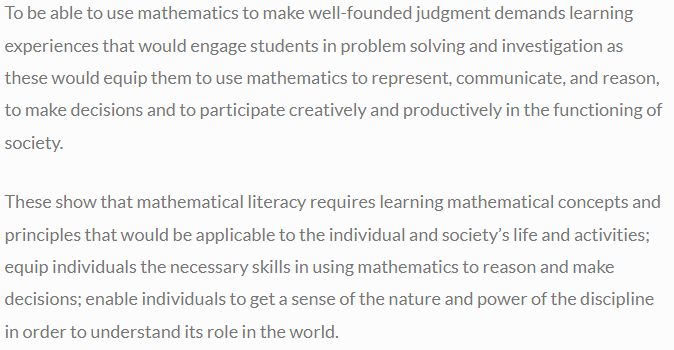 To be able to use mathematics to make well-founded judgment demands learning
experiences that would engage students in problem solving and investigation as
these would equip them to use mathematics to represent, communicate, and reason,
to make decisions and to participate creatively and productively in the functioning of
society.
These show that mathematical literacy requires learning mathematical concepts and
principles that would be applicable to the individual and society’s life and activities;
equip individuals the necessary skills in using mathematics to reason and make
decisions; enable individuals to get a sense of the nature and power of the discipline
in order to understand its role in the world.